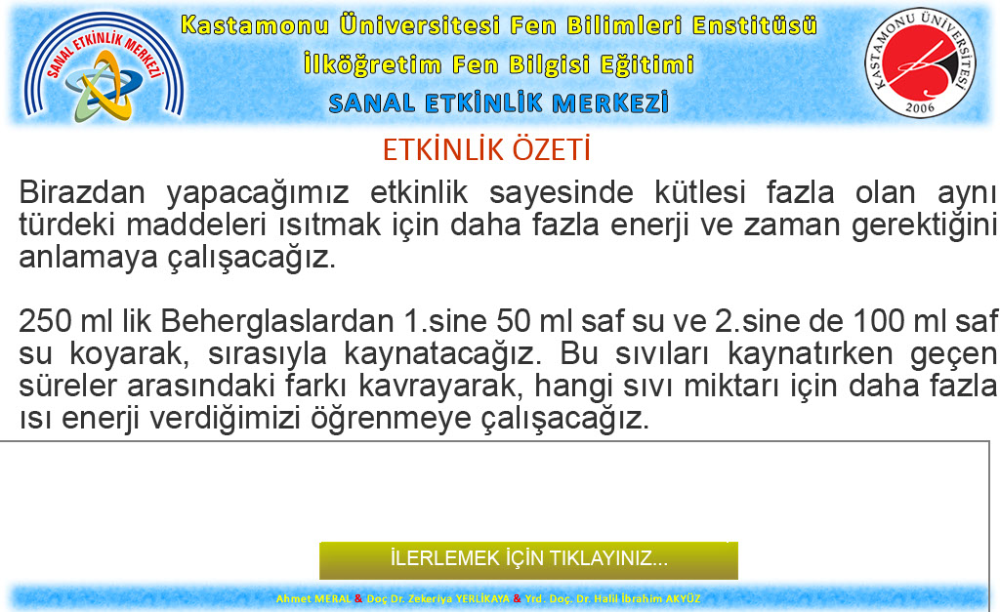 Kastamonu Üniversitesi Fen Bilimleri Enstitüsü
İlköğretim Fen Bilgisi Eğitimi
SANAL ETKİNLİK MERKEZİ
SANAL ETKİNLİK MERKEZİ
KASTAMONU ÜNİVERSİTESİ
2006
ETKİNLİK ÖZETİ
Birazdan yapacağımız etkinlik sayesinde kütlesi fazla olan aynı
türdeki maddeleri ısıtmak için daha fazla enerji ve zaman gerektiğini
anlamaya çalışacağız.
250 ml lik Beherglaslardan 1.sine 50 ml saf su ve 2.sine de 100 ml saf
su koyarak, sırasıyla kaynatacağız. Bu sıvıları kaynatırken geçen
süreler arasındaki farkı kavrayarak, hangi sıvı miktarı için daha fazla
ısı enerji verdiğimizi öğrenmeye çalışacağız.
İLERLEMEK İÇİN TIKLAYINIZ...
Ahmet MERAL & Doç Dr. Zekeriya YERLİKAYA & Yrd. Doç. Dr. Halil İbrahim AKYÜZ